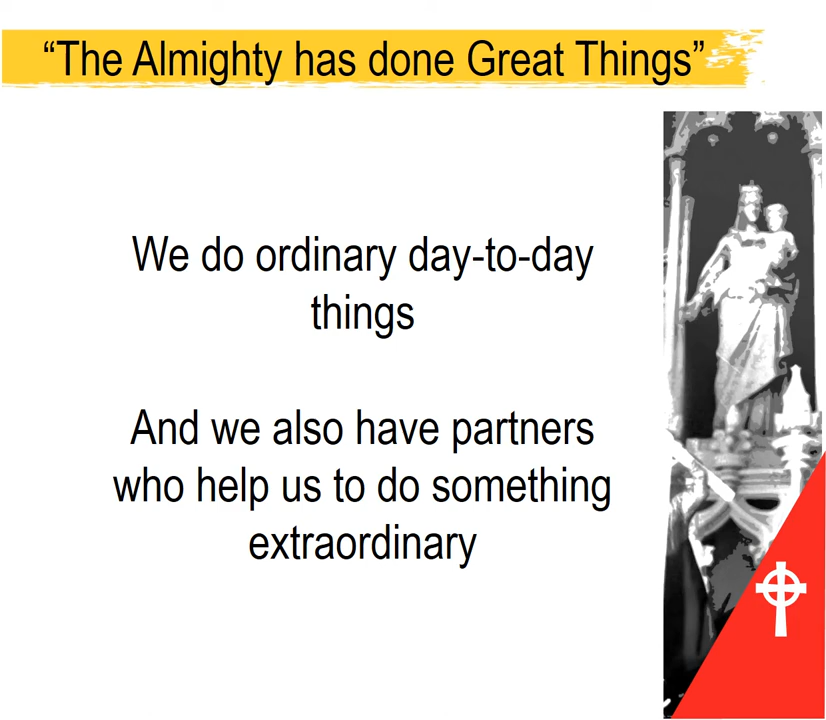 “The Almighty has done Great Things”
We do ordinary day-to-day
things
And we also have partners
who help us to do something
extraordinary